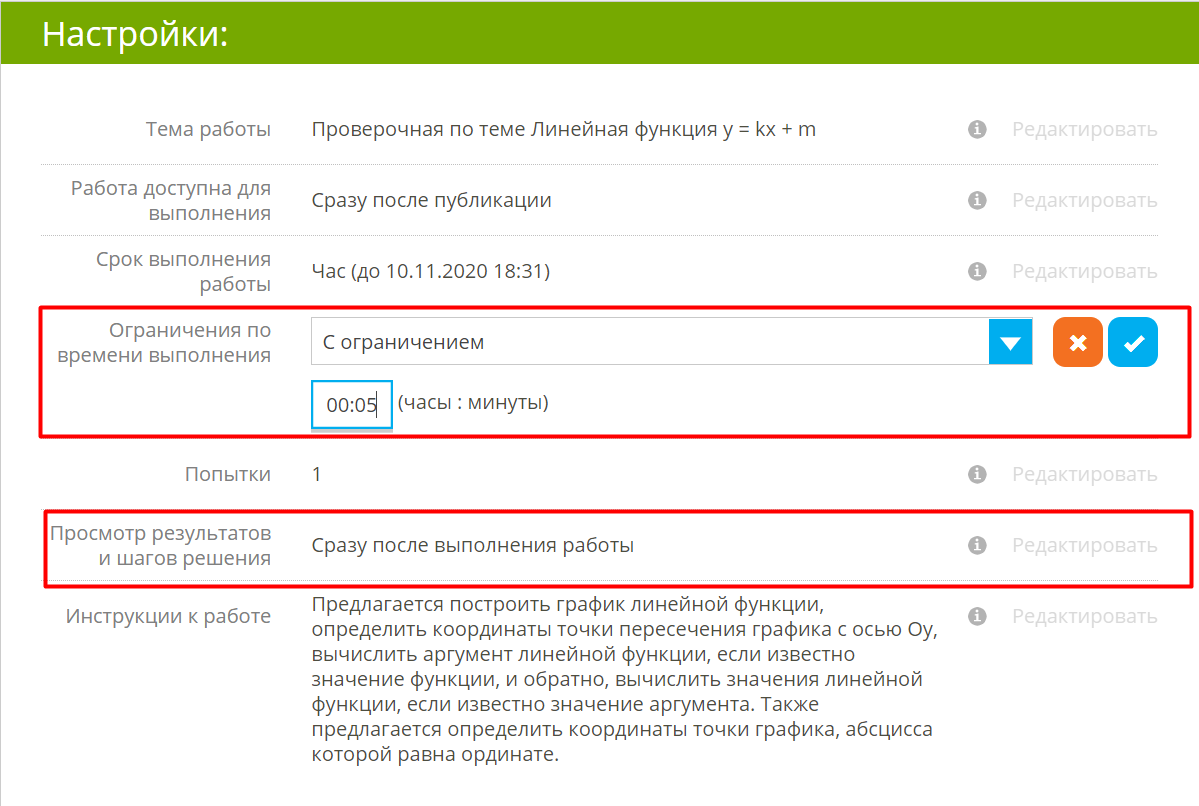 Настройки:
Тема работы
Проверочная по теме Линейная функция y = kx + m
Редактировать
Работа доступна для
выполнения
Сразу после публикации
Редактировать
Срок выполнения
работы
Час (до 10.11.2020 18:31)
Редактировать
Ограничения по
времени выполнения
С ограничением
00:05 (часы : минуты)
Попытки
1
Редактировать
Просмотр результатов
и шагов решения
Сразу после выполнения работы
Редактировать
Инструкции к работе
Предлагается построить график линейной функции,
определить координаты точки пересечения графика с осью Oy,
вычислить аргумент линейной функции, если известно
значение функции, и обратно, вычислить значения линейной
функции, если известно значение аргумента. Также
предлагается определить координаты точки графика, абсцисса
которой равна ординате.
Редактировать